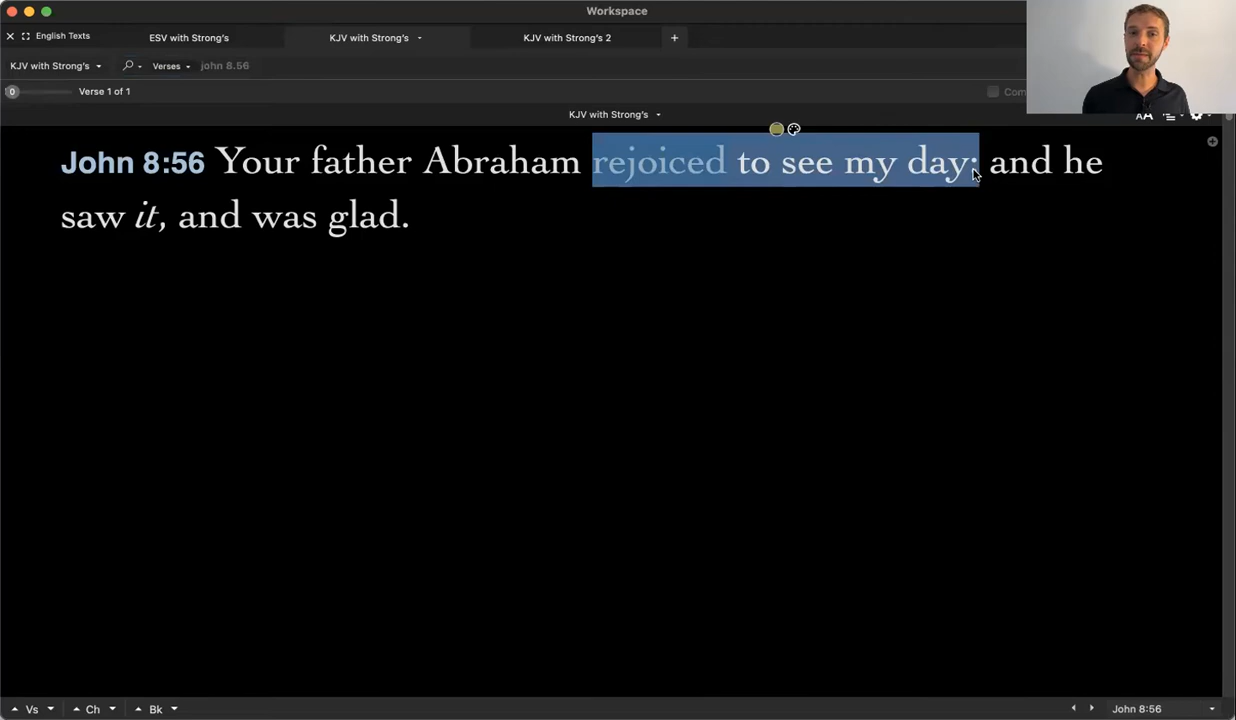 Workspace
English Texts
ESV with Strong's
KJV with Strong's
KJV with Strong's 2
+
KJV with Strong's
Verses
john 8.56
0
Verse 1 of 1
Com
KJV with Strong's
AA
John 8:56 Your father Abraham rejoiced to see my day: and he
saw it, and was glad.
Vs
Ch
Bk
John 8:56